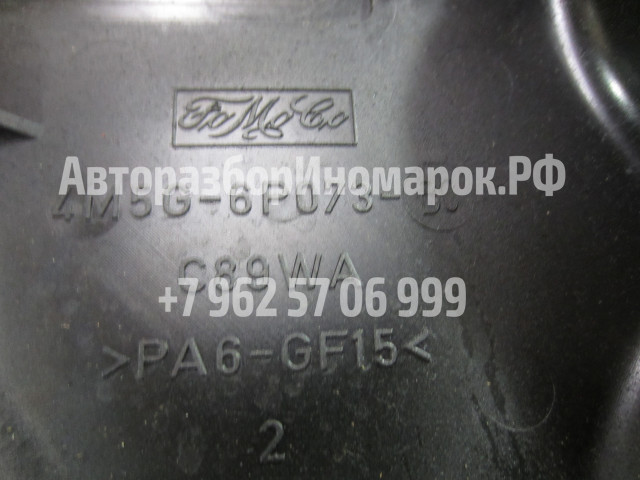 FoMoCo
АвторазборИномарок.РФ
4M5G-6P073-
C89WA
+7 962 57 06 999
>PA6-GF15<
2